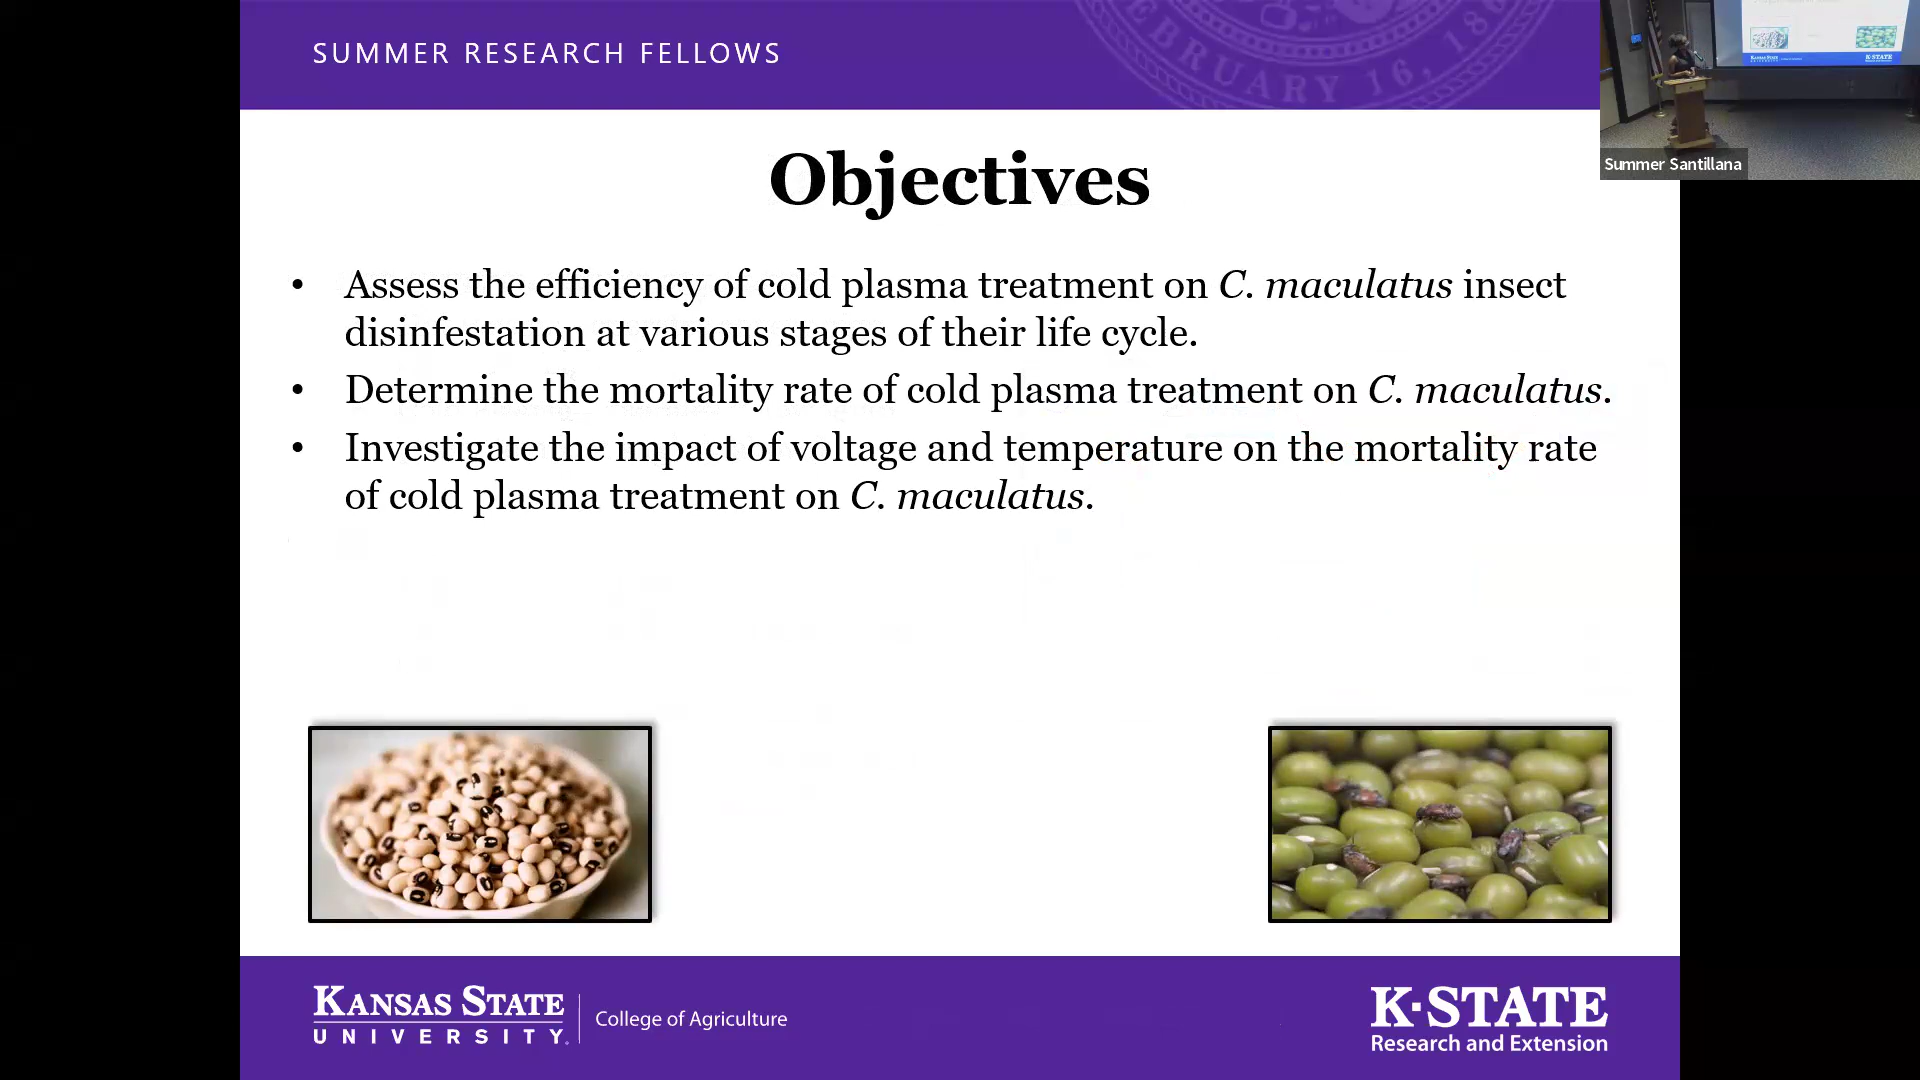 SUMMER RESEARCH FELLOWS
EBRUARY 16, 18
Summer Santillana
Objectives
• Assess the efficiency of cold plasma treatment on C. maculatus insect
disinfestation at various stages of their life cycle.
• Determine the mortality rate of cold plasma treatment on C. maculatus.
• Investigate the impact of voltage and temperature on the mortality rate
of cold plasma treatment on C. maculatus.
KANSAS STATE
UNIVERSITY
College of Agriculture
K·STATE
Research and Extension